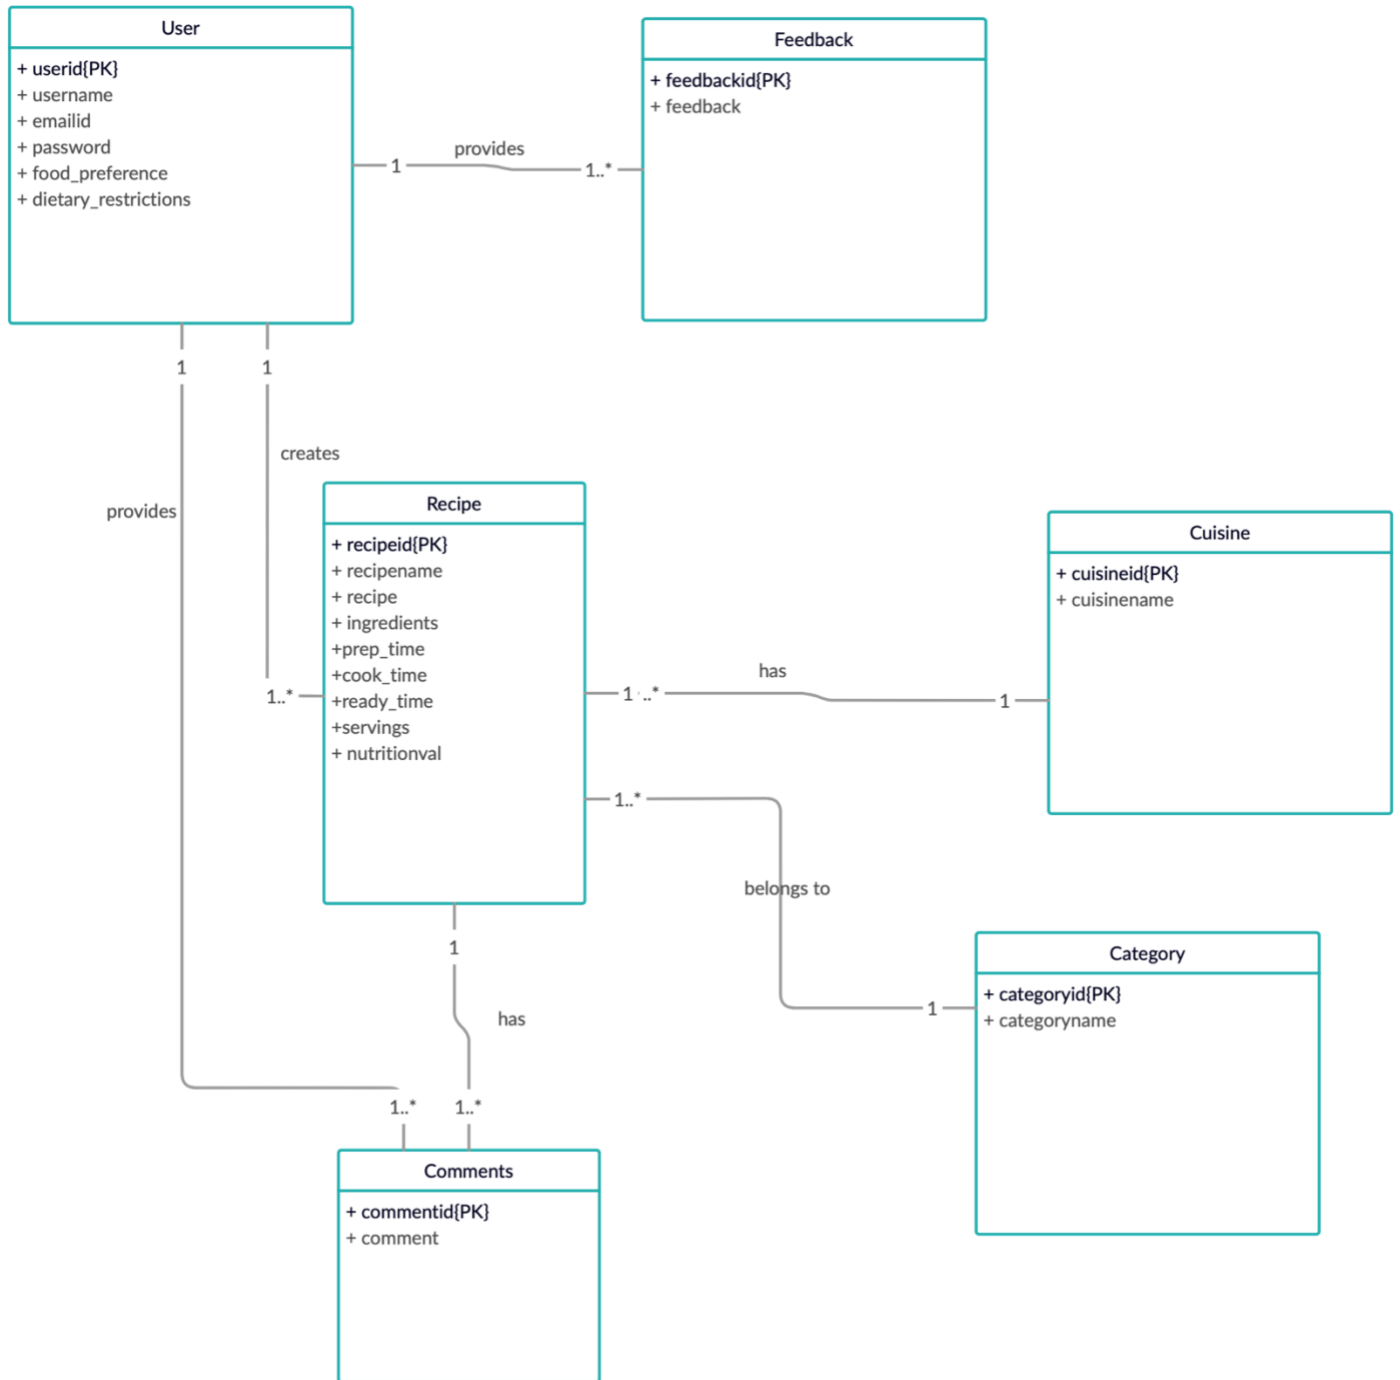 User
+ userid{PK}
+ username
+ emailid
+ password
+ food_preference
+ dietary_restrictions
Feedback
+ feedbackid{PK}
+ feedback
provides
1
1..*
1
1
creates
provides
Recipe
+ recipeid{PK}
+ recipename
+ recipe
+ ingredients
+prep_time
+cook_time
+ready_time
+servings
+ nutritionval
1..*
Cuisine
+ cuisineid{PK}
+ cuisinename
has
1 ..*
1
1..*
belongs to
1
Category
+ categoryid{PK}
+ categoryname
1
has
1..*
1..*
Comments
+ commentid{PK}
+ comment